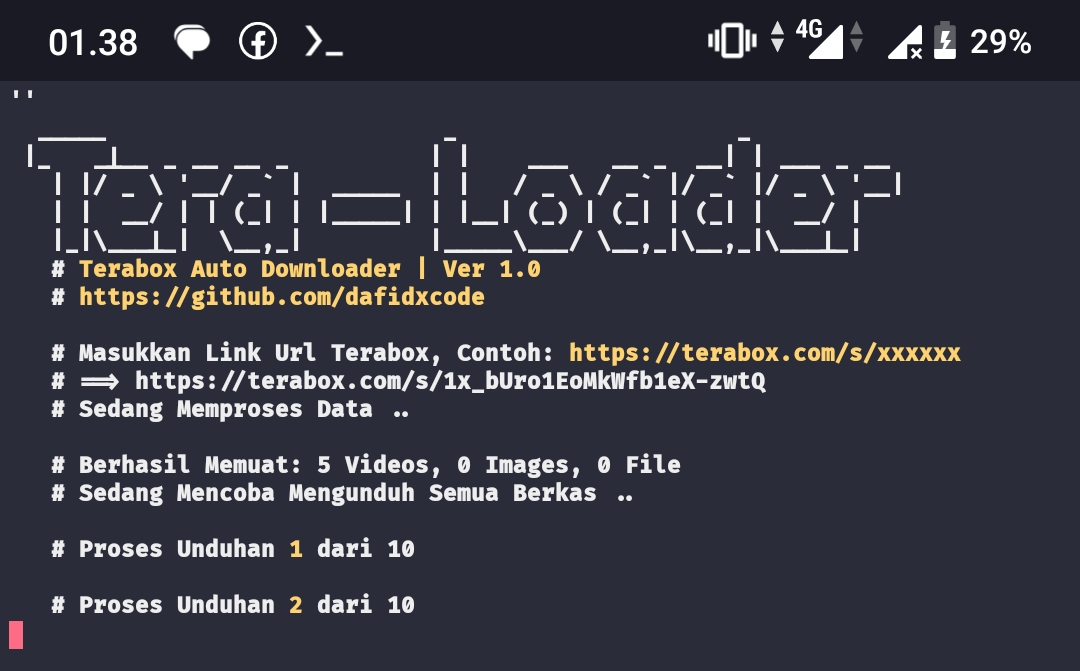 01.38 4G 29%
''
Tera - Loader
# Terabox Auto Downloader | Ver 1.0
# https://github.com/dafidxcode
# Masukkan Link Url Terabox, Contoh: https://terabox.com/s/xxxxxx
# ==> https://terabox.com/s/1x_bUro1EoMkWfb1eX-zwtQ
# Sedang Memproses Data ..
# Berhasil Memuat: 5 Videos, 0 Images, 0 File
# Sedang Mencoba Mengunduh Semua Berkas ..
# Proses Unduhan 1 dari 10
# Proses Unduhan 2 dari 10